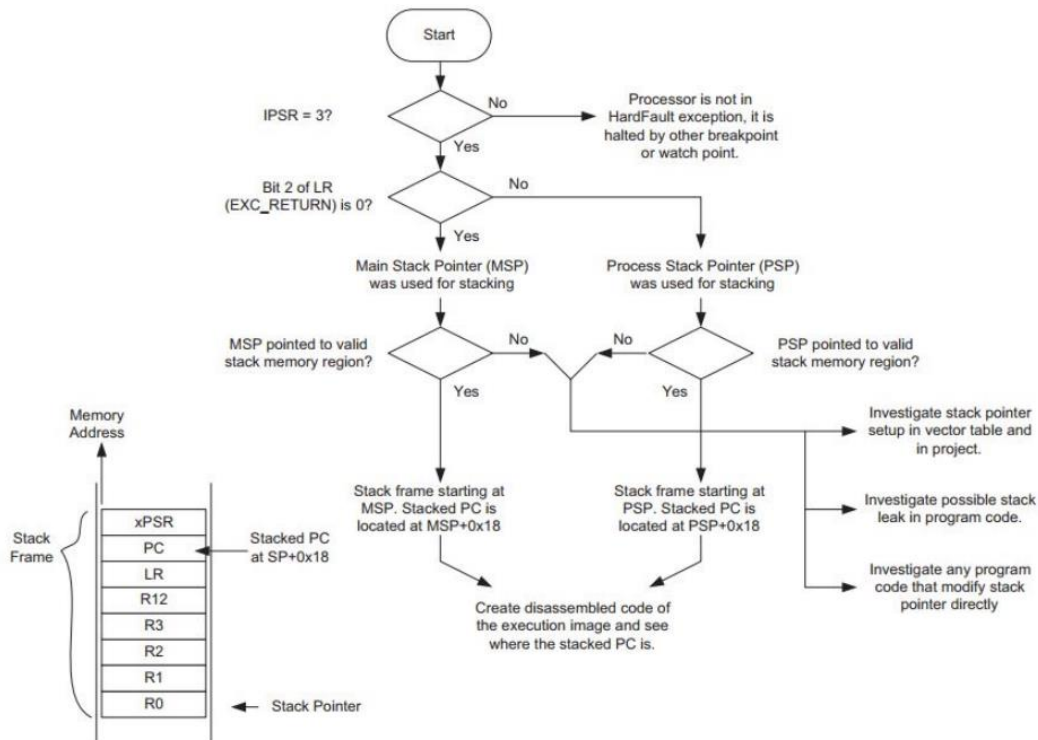 Start
IPSR = 3?
No
Processor is not in
HardFault exception, it is
halted by other breakpoint
or watch point.
Yes
Bit 2 of LR
(EXC_RETURN) is 0?
No
Yes
Main Stack Pointer (MSP)
was used for stacking
Process Stack Pointer (PSP)
was used for stacking
MSP pointed to valid
stack memory region?
No
No
PSP pointed to valid
stack memory region?
Yes
Yes
Investigate stack pointer
setup in vector table and
in project.
Stack frame starting at
MSP. Stacked PC is
located at MSP+0x18
Stack frame starting at
PSP. Stacked PC is
located at PSP+0x18
Investigate possible stack
leak in program code.
Investigate any program
code that modify stack
pointer directly
Create disassembled code of
the execution image and see
where the stacked PC is.
Memory
Address
Stack
Frame
xPSR
PC
LR
R12
R3
R2
R1
R0
Stacked PC
at SP+0x18
Stack Pointer